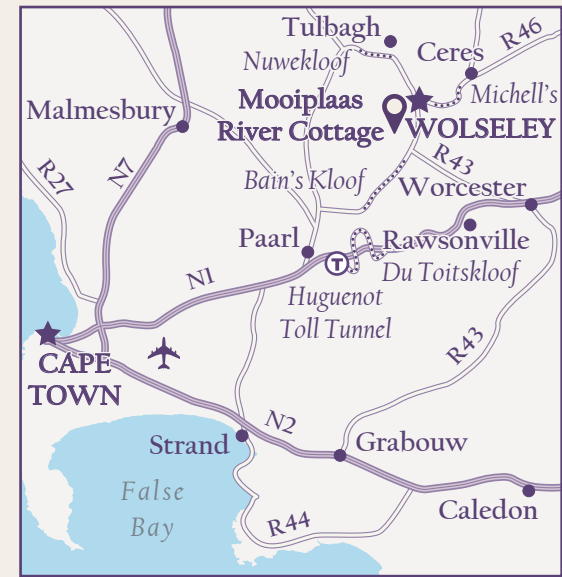 Tulbagh
R46
Ceres
Nuwekloof
Mooiplaas
River Cottage
Michell's
Malmesbury
WOLSELEY
R43
R27
N7
Bain's Kloof
Worcester
Paarl
Rawsonville
T
Du Toitskloof
N1
Huguenot
Toll Tunnel
R43
CAPE
TOWN
N2
Strand
Grabouw
False
Bay
Caledon
R44